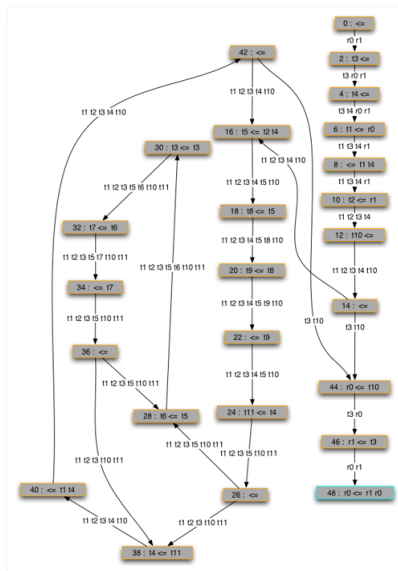 0 : <=
r0 r1
2 : t3 <=
t3 r0 r1
4 : t4 <=
t3 t4 r0 r1
6 : t1 <= r0
t1 t3 t4 r1
8 : <= t1 t4
t1 t3 t4 r1
10 : t2 <= r1
t1 t2 t3 t4
12 : t10 <=
t1 t2 t3 t4 t10
14 : <=
t3 t10
t3 t10
t1 t2 t3 t4 t10
44 : r0 <= t10
t3 r0
46 : r1 <= t3
r0 r1
48 : r0 <= r1 r0
42 : <=
t1 t2 t3 t4 t10
16 : t5 <= t2 t4
t1 t2 t3 t4 t5 t10
18 : t8 <= t5
t1 t2 t3 t4 t5 t8 t10
20 : t9 <= t8
t1 t2 t3 t4 t5 t9 t10
22 : <= t9
t1 t2 t3 t4 t5 t10
24 : t11 <= t4
t1 t2 t3 t5 t10 t11
26 : <=
t1 t2 t3 t5 t10 t11
t1 t2 t3 t10 t11
28 : t6 <= t5
t1 t2 t3 t5 t6 t10 t11
30 : t3 <= t3
t1 t2 t3 t5 t6 t10 t11
32 : t7 <= t6
t1 t2 t3 t5 t7 t10 t11
34 : <= t7
t1 t2 t3 t5 t10 t11
36 : <=
t1 t2 t3 t5 t10 t11
t1 t2 t3 t10 t11
38 : t4 <= t11
t1 t2 t3 t4 t10
40 : <= t1 t4
t1 t2 t3 t4 t10